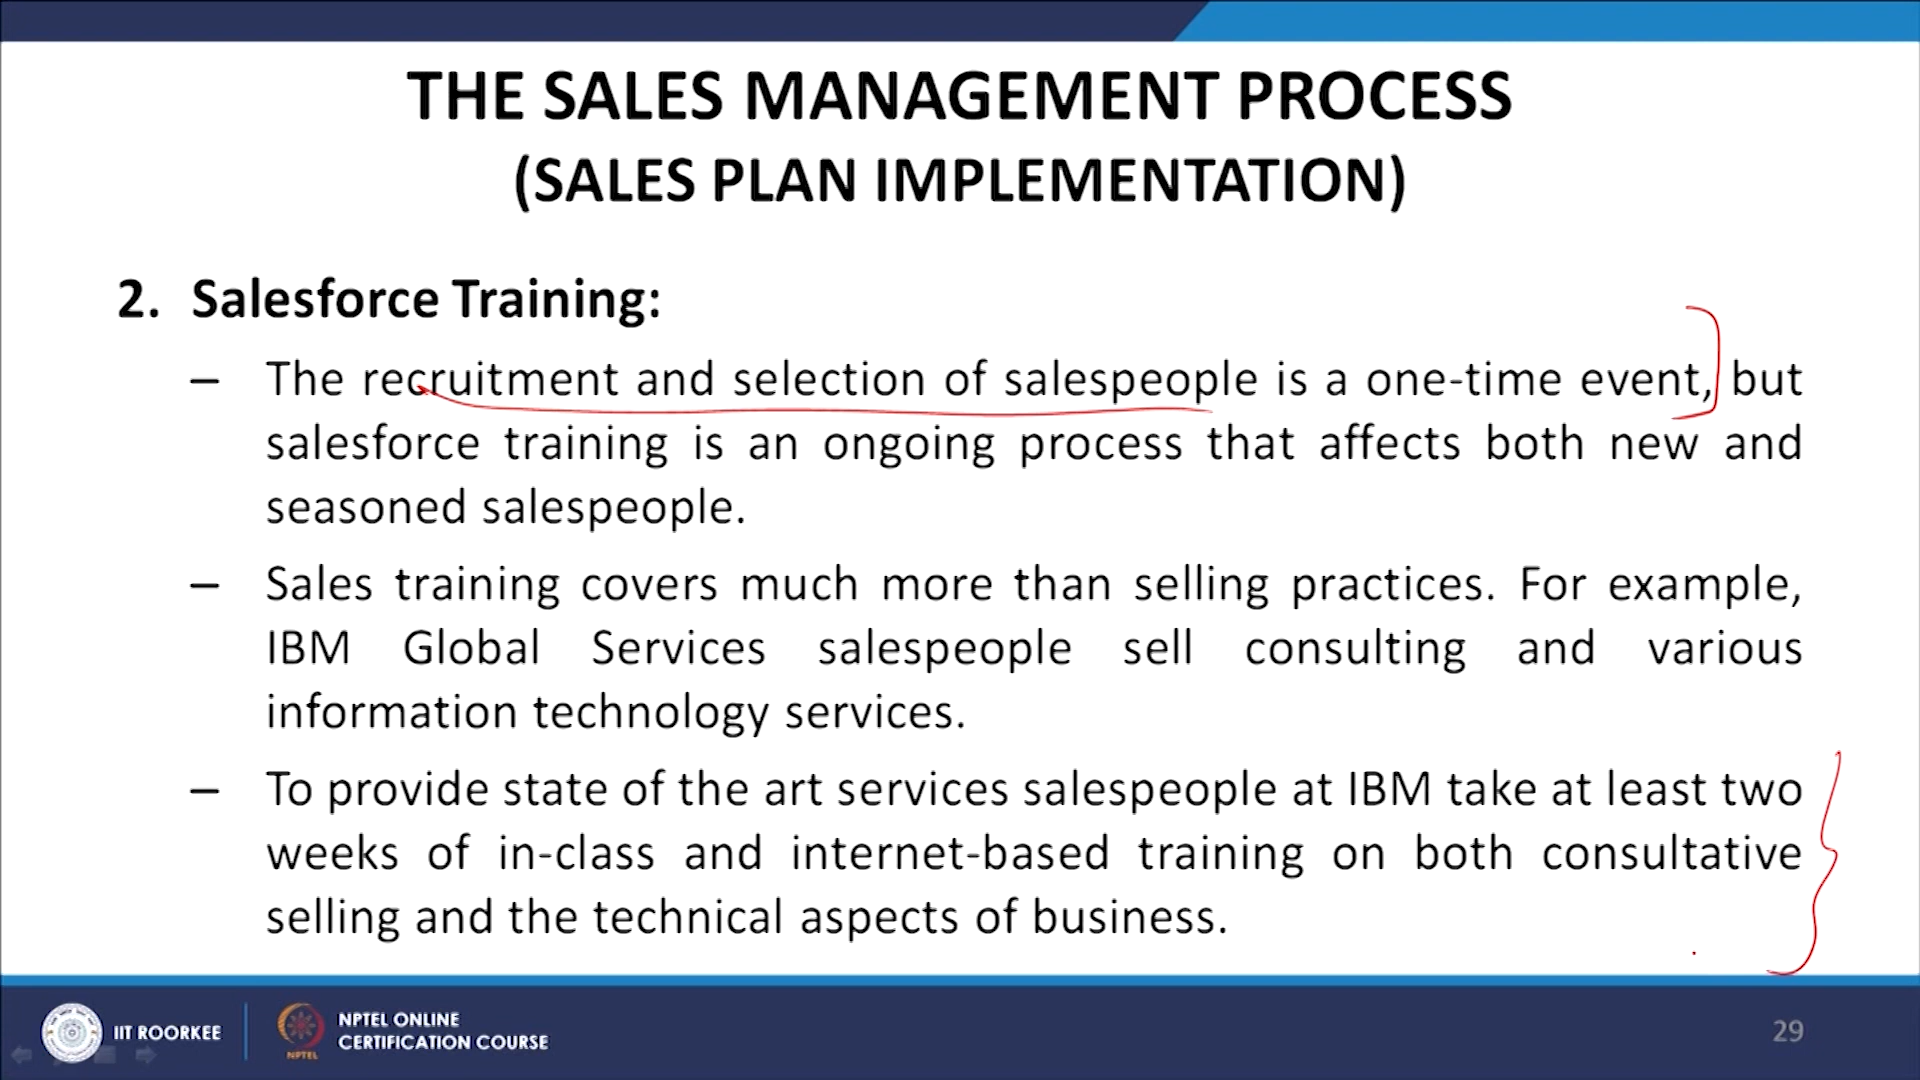 THE SALES MANAGEMENT PROCESS
(SALES PLAN IMPLEMENTATION)
2. Salesforce Training:
– The recruitment and selection of salespeople is a one-time event, but
salesforce training is an ongoing process that affects both new and
seasoned salespeople.
– Sales training covers much more than selling practices. For example,
IBM Global Services salespeople sell consulting and various
information technology services.
– To provide state of the art services salespeople at IBM take at least two
weeks of in-class and internet-based training on both consultative
selling and the technical aspects of business.
IIT ROORKEE
NPTEL
NPTEL ONLINE
CERTIFICATION COURSE
29